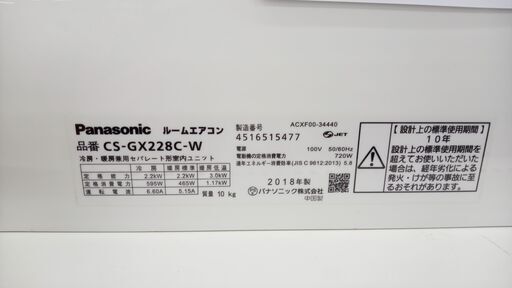 Panasonic ルームエアコン
品番 CS-GX228C-W
冷房・暖房兼用セパレート形室内ユニット
冷房 暖房 暖房低温
定格能力 2.2kW 2.2kW 3.0kW
定格消費電力 595W 465W 1.17kW
運転電流 6.60A 5.15A
質量 10 kg
ACXF00-34440
製造番号
4516515477
JET
電源 100V 50/60Hz
電動機の定格消費電力 720W
通年エネルギー消費効率(JIS C 9612:2013) 5.8
2018年製
パナソニック株式会社
中国製
【設計上の標準使用期間】
10年
設計上の標準使用期間を
超えてお使いいただいた
場合は、経年劣化による
発火・けが等の事故に至
るおそれがあります。